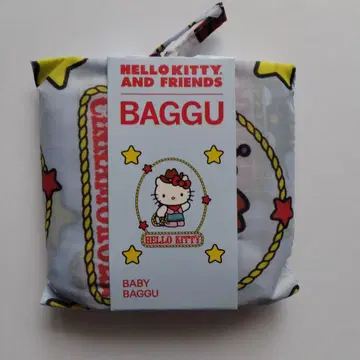 HELLO KITTY
AND FRIENDS
BAGGU
HELLO KITTY
BABY
BAGGU